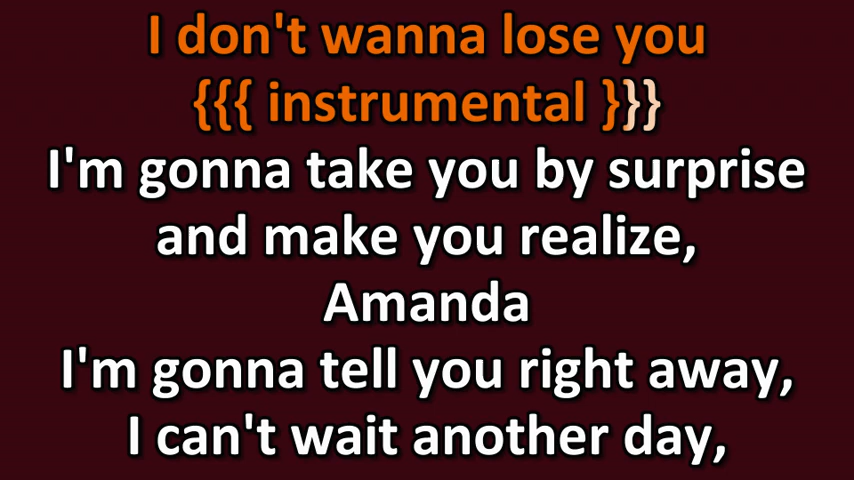 I don't wanna lose you
{{{ instrumental }}}
I'm gonna take you by surprise
and make you realize,
Amanda
I'm gonna tell you right away,
I can't wait another day,